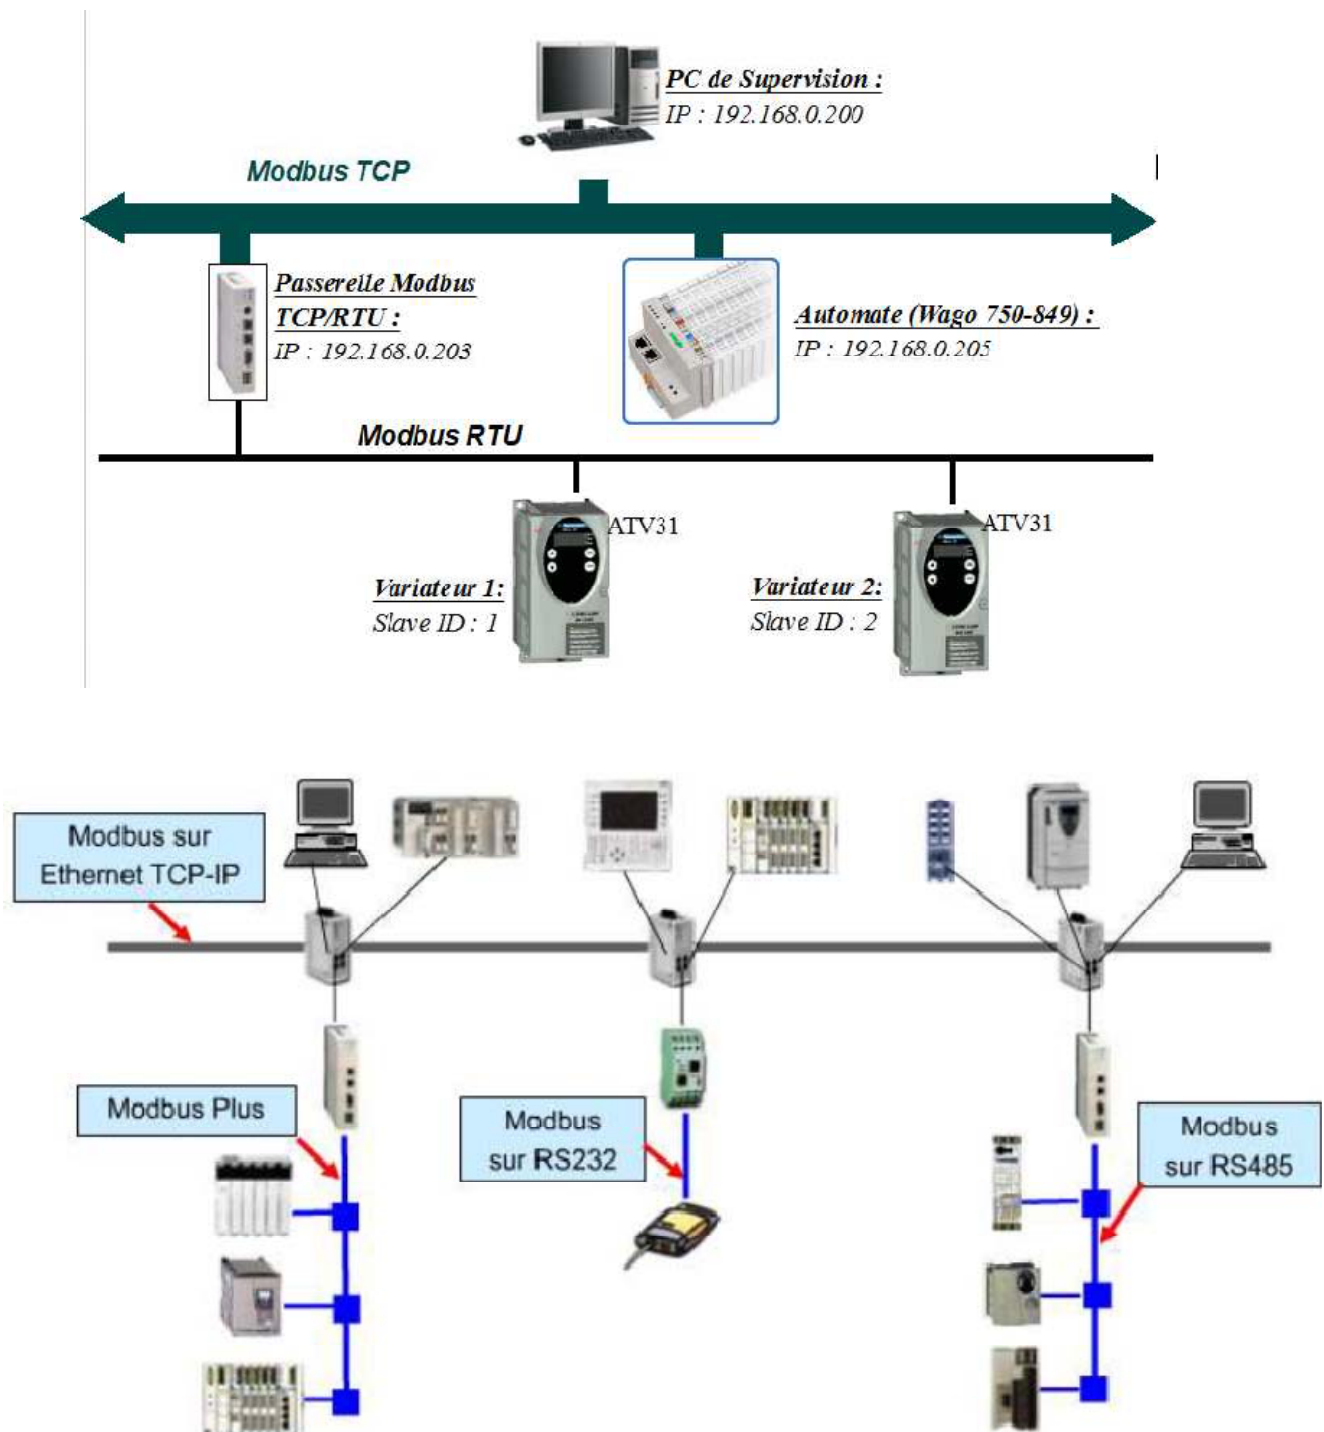 PC de Supervision :
IP : 192.168.0.200
Modbus TCP
Passerelle Modbus
TCP/RTU :
IP : 192.168.0.203
Automate (Wago 750-849) :
IP : 192.168.0.205
Modbus RTU
ATV31
ATV31
Variateur 1:
Slave ID : 1
Variateur 2:
Slave ID : 2
Modbus sur
Ethernet TCP-IP
Modbus Plus
Modbus
sur RS232
Modbus
sur RS485